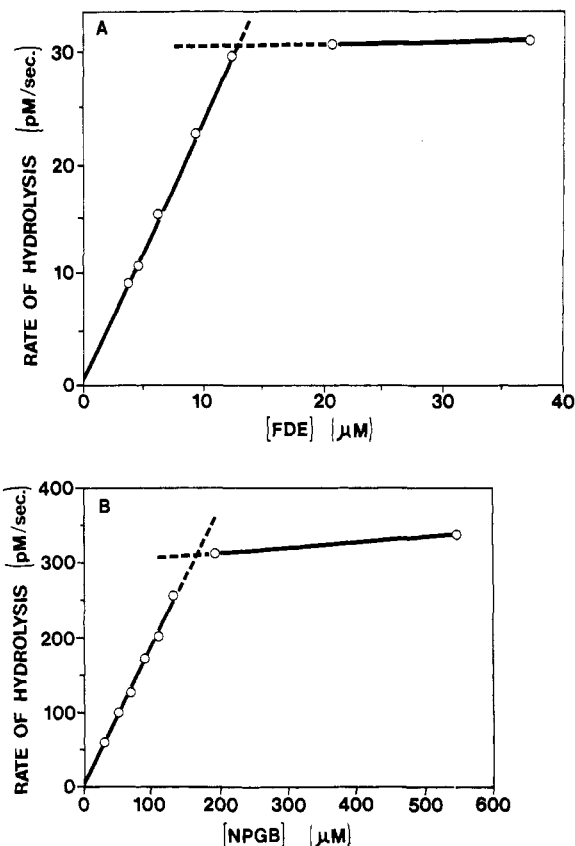 A
30
20
10
0
RATE OF HYDROLYSIS [pM/sec.]
0 10 20 30 40
[FDE] [µM)
B
400
300
200
100
0
RATE OF HYDROLYSIS (pM/sec.)
0 100 200 300 400 500 600
[NPGB] (µM)